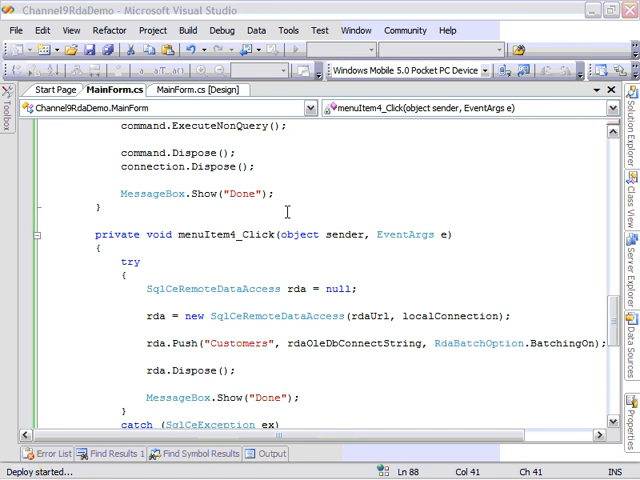 Channel9RdaDemo - Microsoft Visual Studio
File Edit View Refactor Project Build Debug Data Tools Test Window Community Help
Windows Mobile 5.0 Pocket PC Device
Start Page MainForm.cs MainForm.cs [Design]
Channel9RdaDemo.MainForm menuItem4_Click(object sender, EventArgs e)
Toolbox
command.ExecuteNonQuery();
command.Dispose();
connection.Dispose();
MessageBox.Show("Done");
}
private void menuItem4_Click(object sender, EventArgs e)
{
try
{
SqlCeRemoteDataAccess rda = null;
rda = new SqlCeRemoteDataAccess(rdaUrl, localConnection);
rda.Push("Customers", rdaOleDbConnectString, RdaBatchOption.BatchingOn);
rda.Dispose();
MessageBox.Show("Done");
}
catch (SqlCeException ex)
Solution Explorer
Class View
Resource View
Data Sources
Properties
Error List Find Results 1 Find Symbol Results Output
Deploy started... Ln 88 Col 41 Ch 41 INS